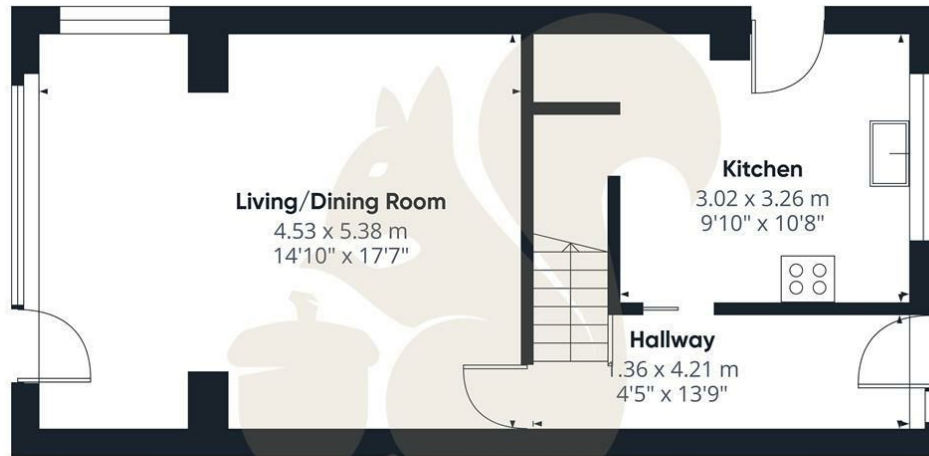 Living/Dining Room
4.53 x 5.38 m
14'10" x 17'7"
Kitchen
3.02 x 3.26 m
9'10" x 10'8"
Hallway
1.36 x 4.21 m
4'5" x 13'9"